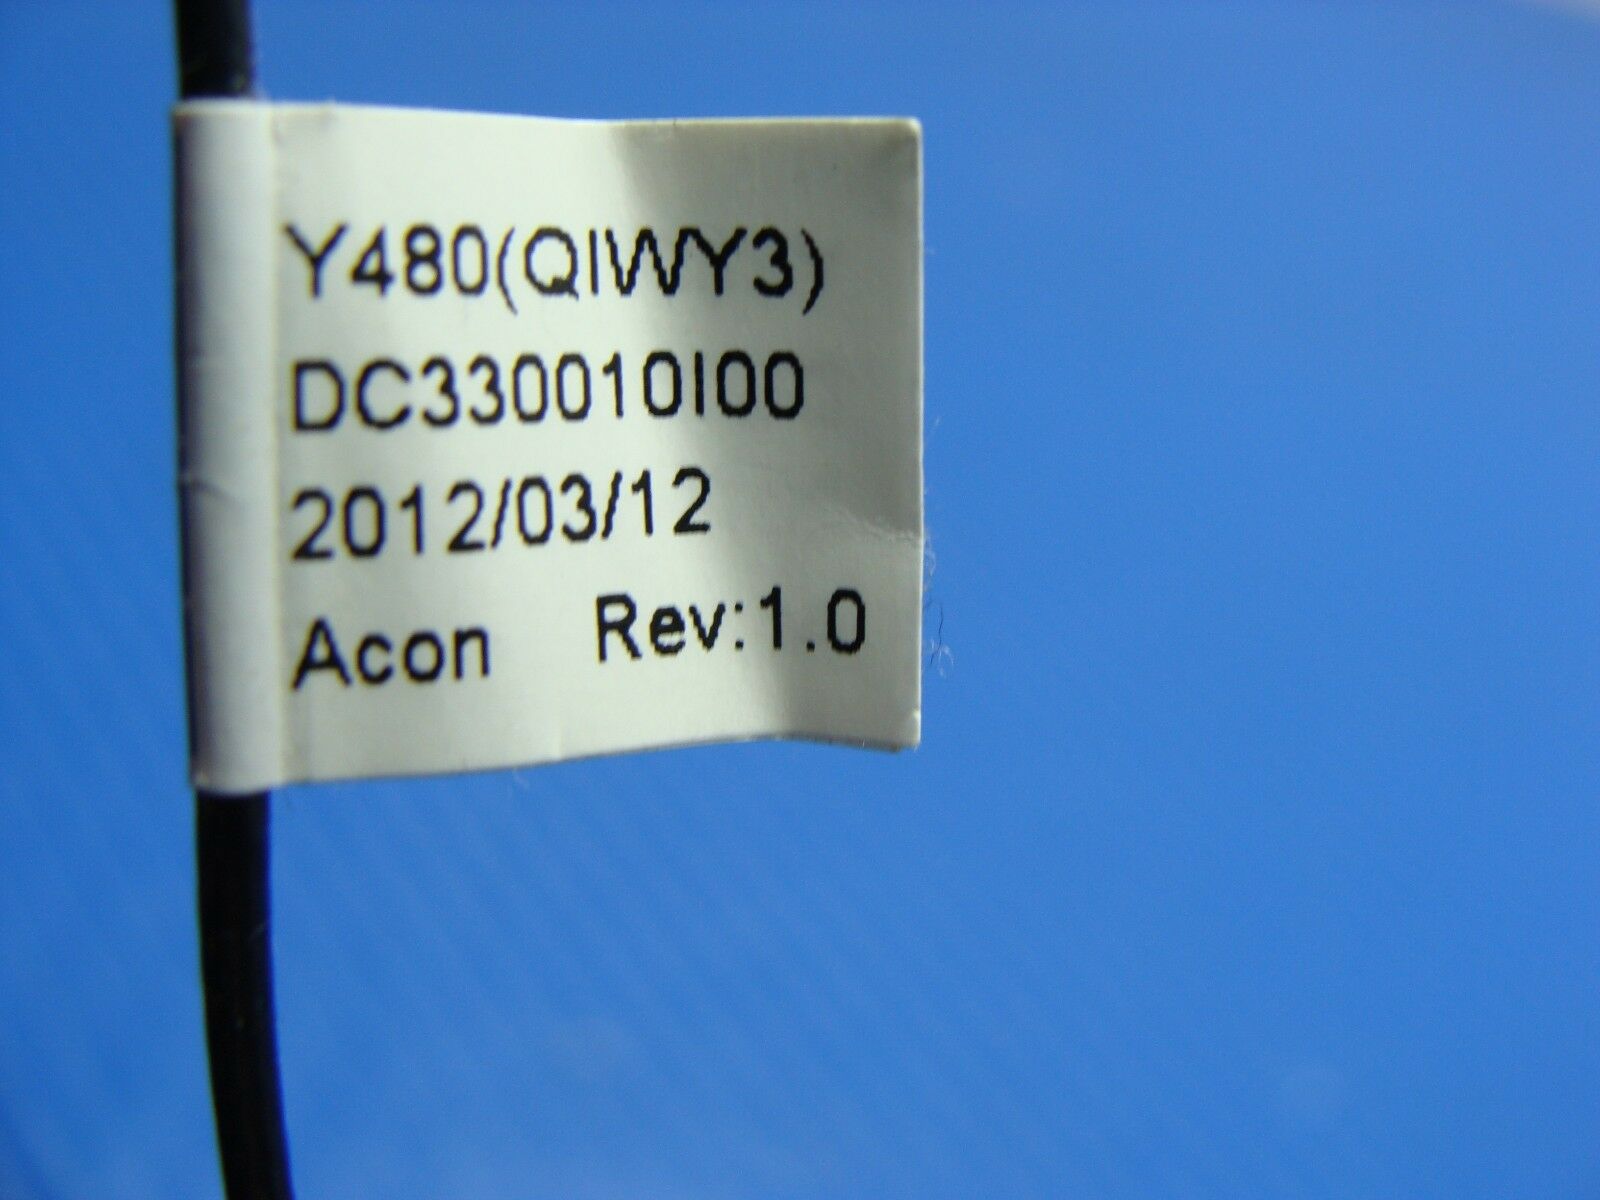 Y480(QIWY3)
DC330010I00
2012/03/12
Acon Rev:1.0